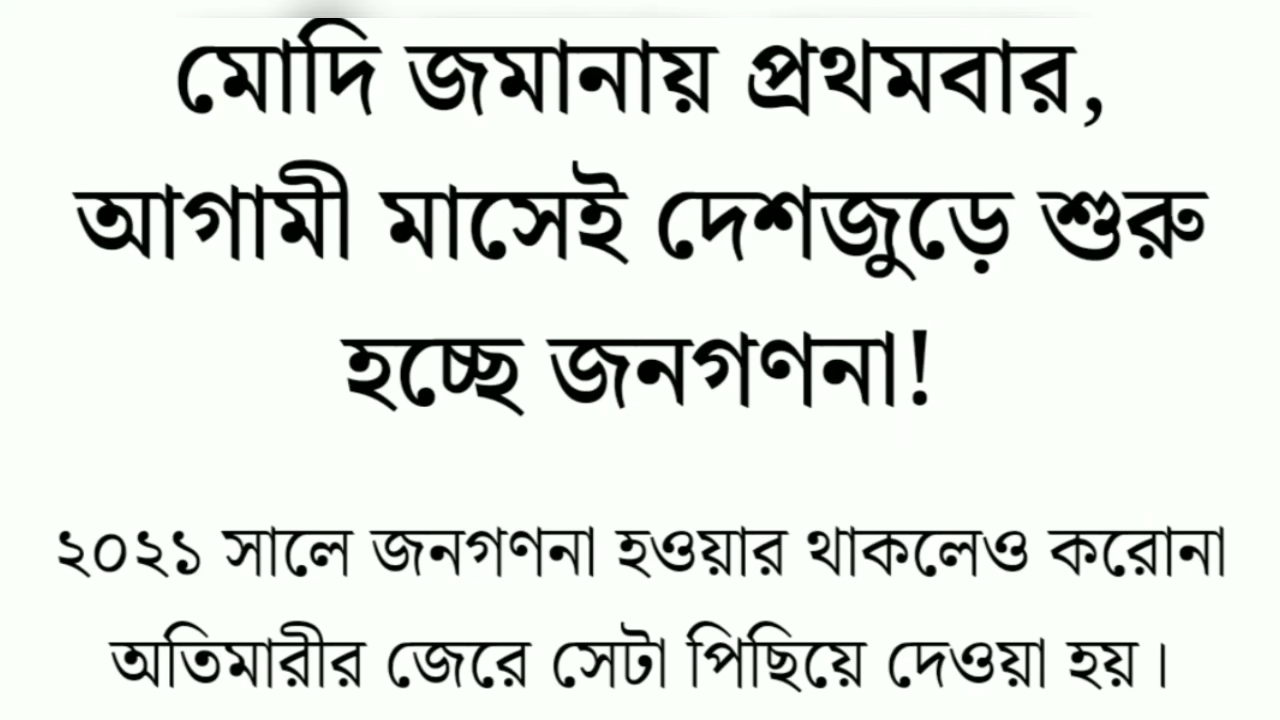 মোদি জমানায় প্রথমবার,
আগামী মাসেই দেশজুড়ে শুরু
হচ্ছে জনগণনা!
২০২১ সালে জনগণনা হওয়ার থাকলেও করোনা
অতিমারীর জেরে সেটা পিছিয়ে দেওয়া হয়।